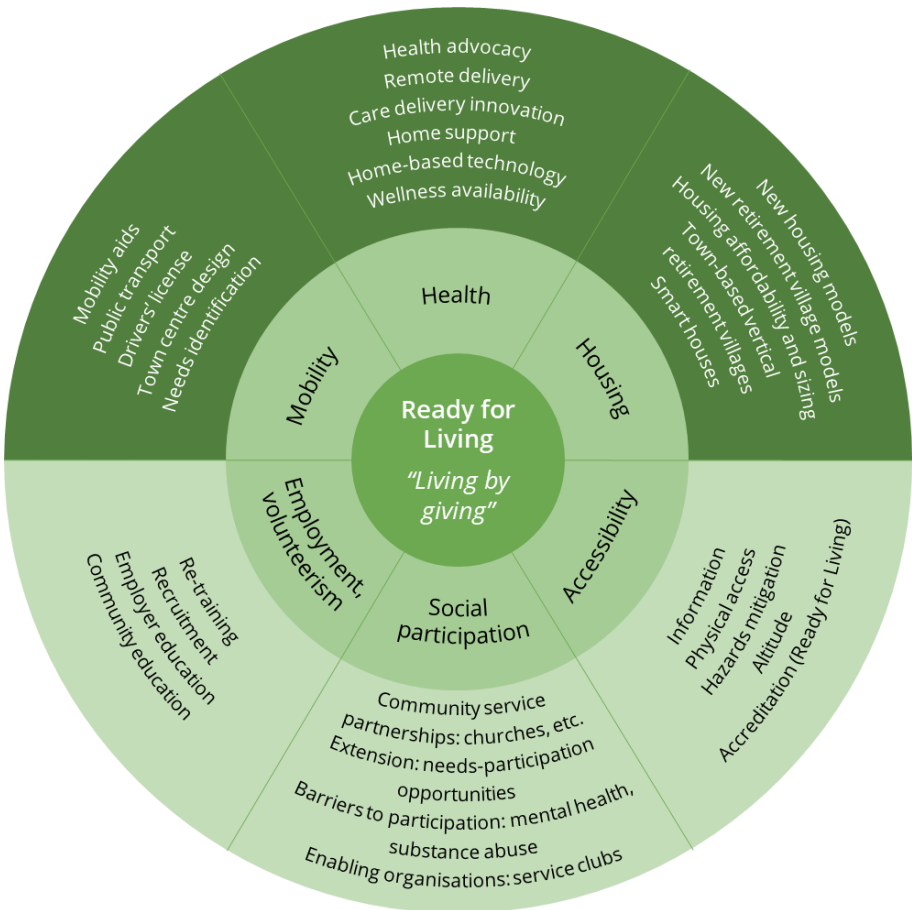 Health advocacy
Remote delivery
Care delivery innovation
Home support
Home-based technology
Wellness availability
Health
New housing models
New retirement village models
Housing affordability and sizing
Town-based vertical
retirement villages
Smart houses
Housing
Mobility aids
Public transport
Drivers’ license
Town centre design
Needs identification
Mobility
Ready for
Living
“Living by
giving”
Accessibility
Information
Physical access
Hazards mitigation
Altitude
Accreditation (Ready for Living)
Social
participation
Community service
partnerships: churches, etc.
Extension: needs-participation
opportunities
Barriers to participation: mental health,
substance abuse
Enabling organisations: service clubs
Employment,
volunteerism
Re-training
Recruitment
Employer education
Community education